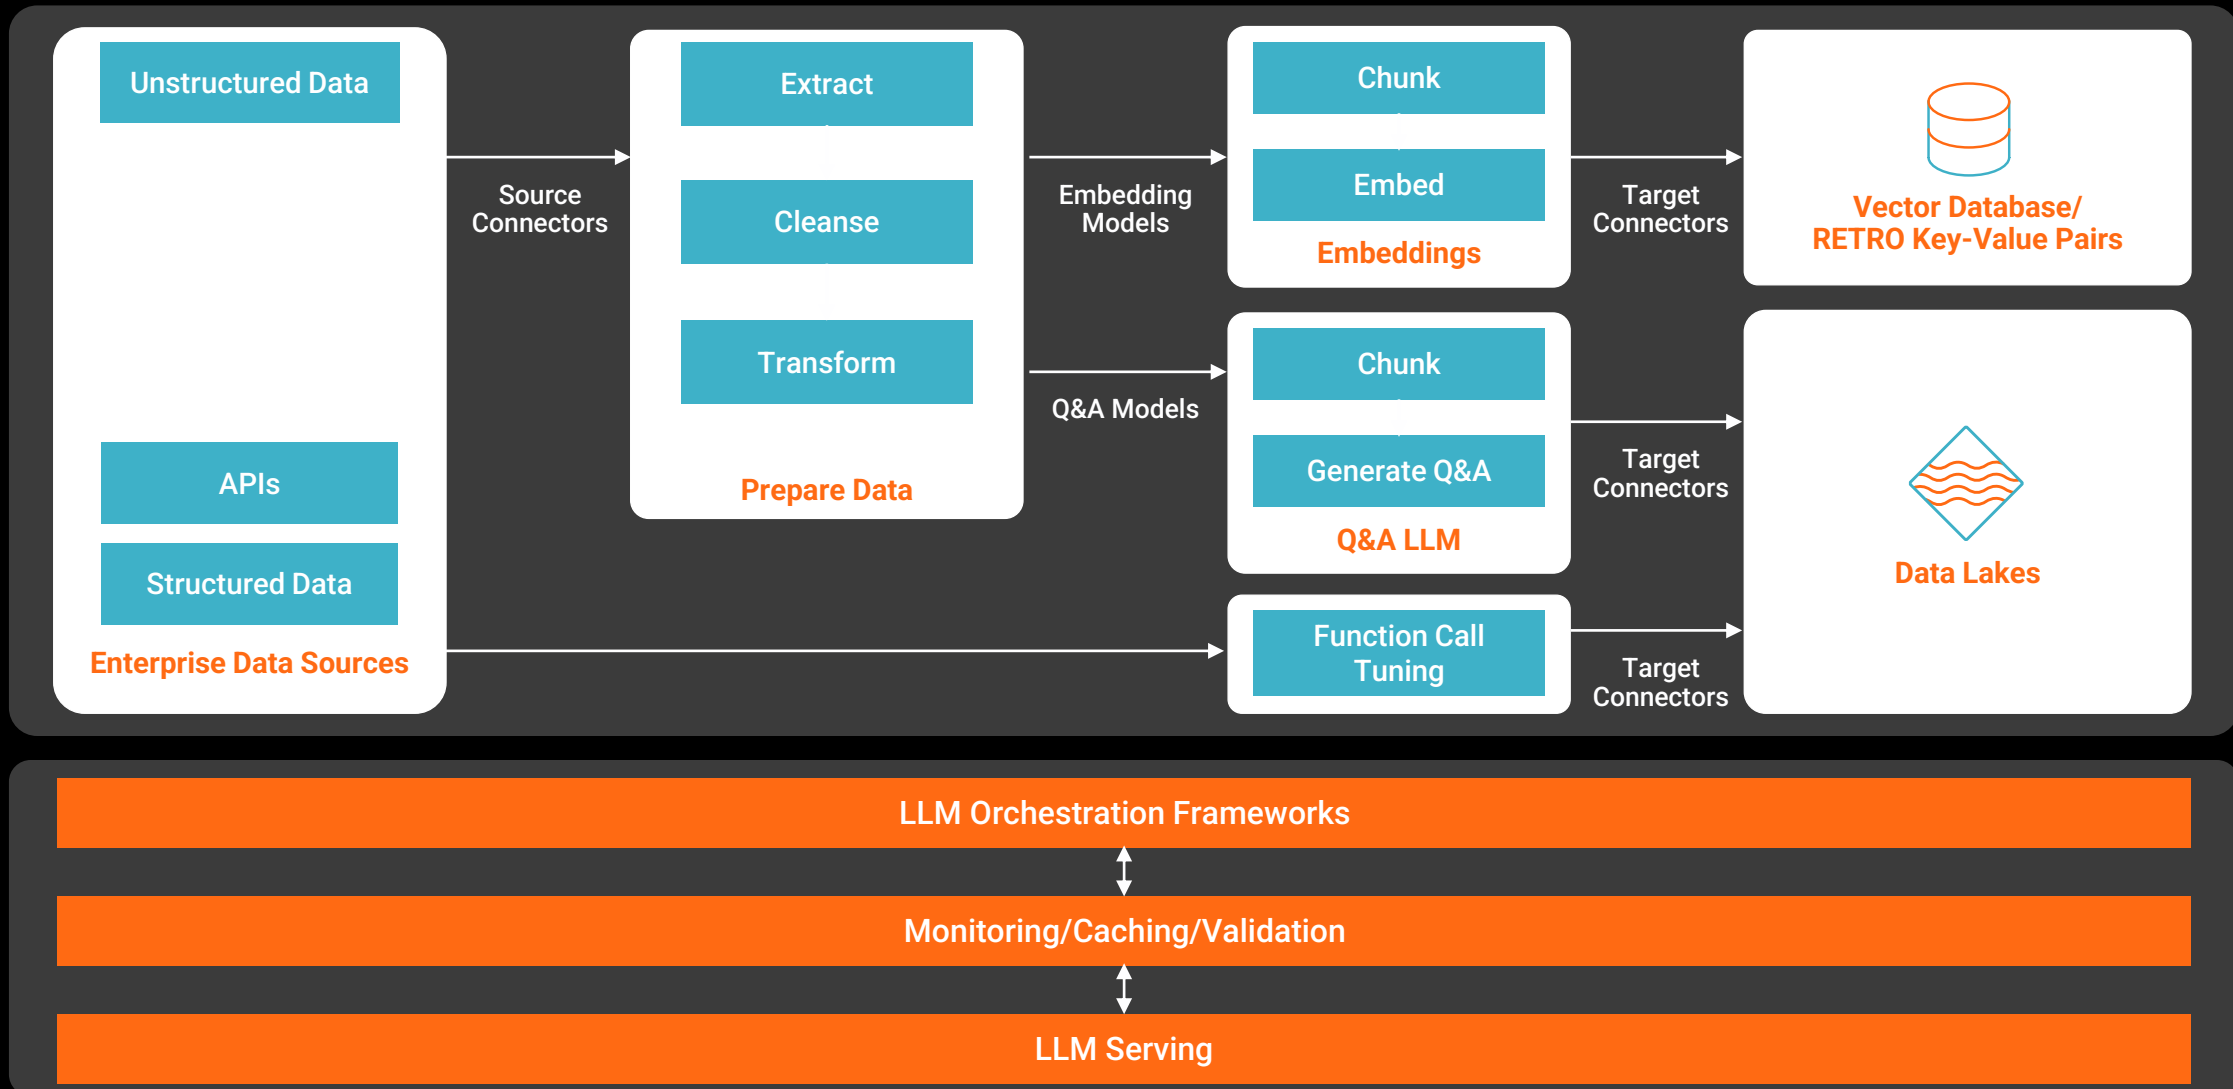 Unstructured Data
APIs
Structured Data
Enterprise Data Sources
Source
Connectors
Extract
Cleanse
Transform
Prepare Data
Embedding
Models
Q&A Models
Chunk
Embed
Embeddings
Chunk
Generate Q&A
Q&A LLM
Function Call
Tuning
Target
Connectors
Target
Connectors
Target
Connectors
Vector Database/
RETRO Key-Value Pairs
Data Lakes
LLM Orchestration Frameworks
Monitoring/Caching/Validation
LLM Serving